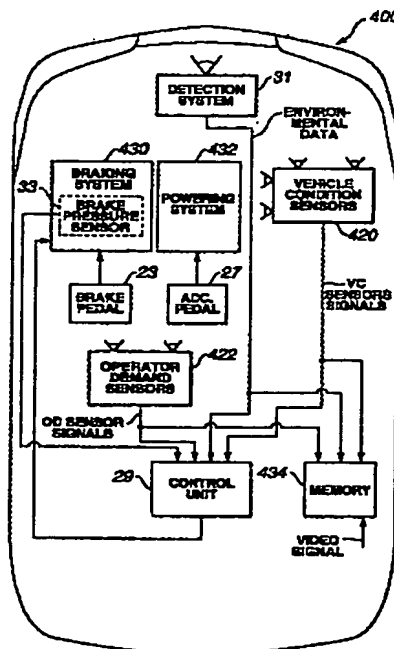 400
DETECTION
SYSTEM
31
ENVIRON-
MENTAL
DATA
430
BRAKING
SYSTEM
33
BRAKE
PRESSURE
SENSOR
432
POWERING
SYSTEM
VEHICLE
CONDITION
SENSORS
420
23
BRAKE
PEDAL
27
ACC.
PEDAL
VC
SENSORS
SIGNALS
OPERATOR
DEMAND
SENSORS
422
OD SENSOR
SIGNALS
29
CONTROL
UNIT
434
MEMORY
VIDEO
SIGNAL